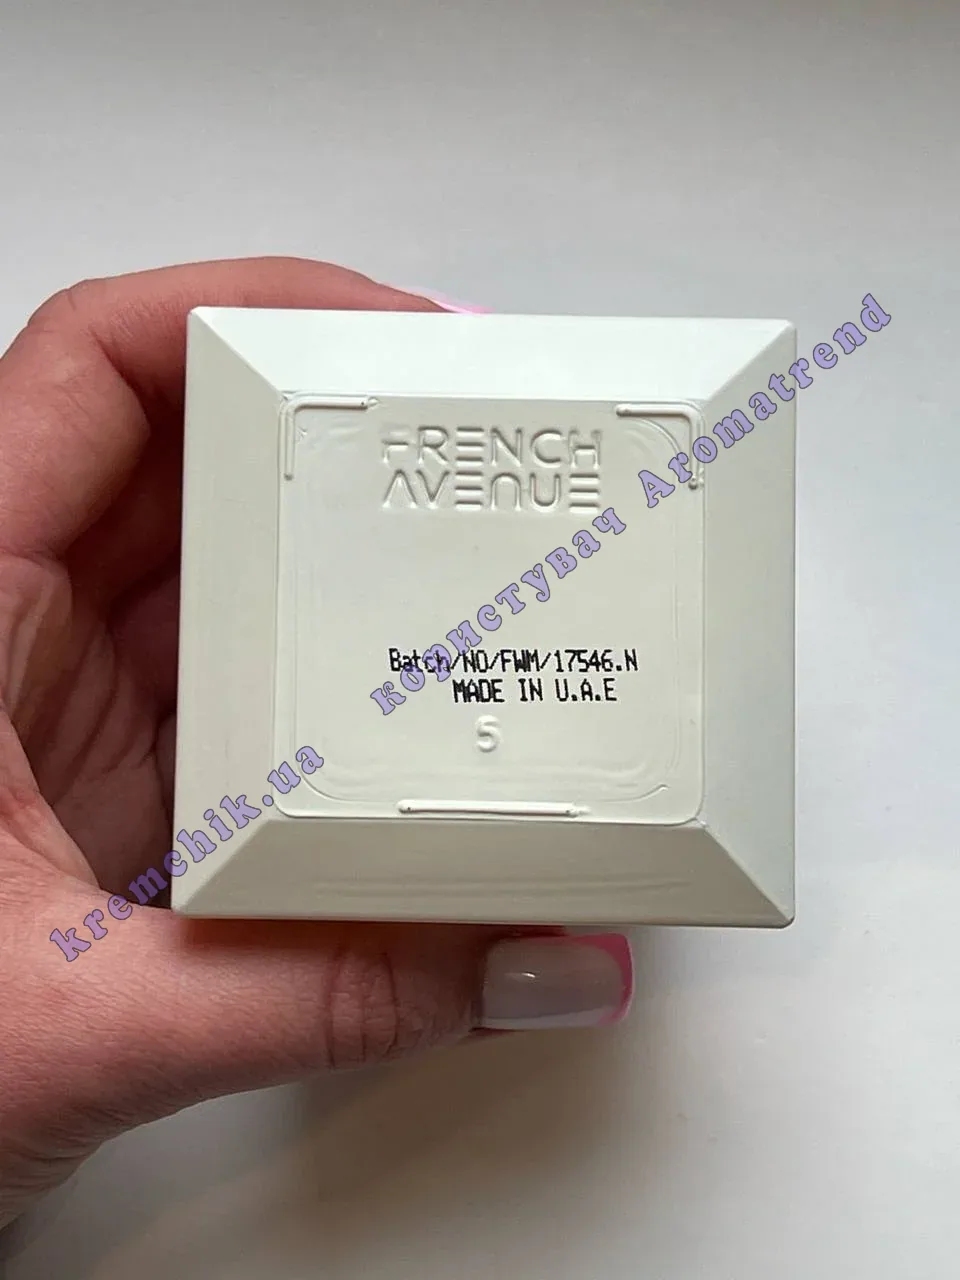 FRENCH
AVENUE
Batch/NO/FWM/17546.N
MADE IN U.A.E
5
kremchik.ua користувач Aromatrend